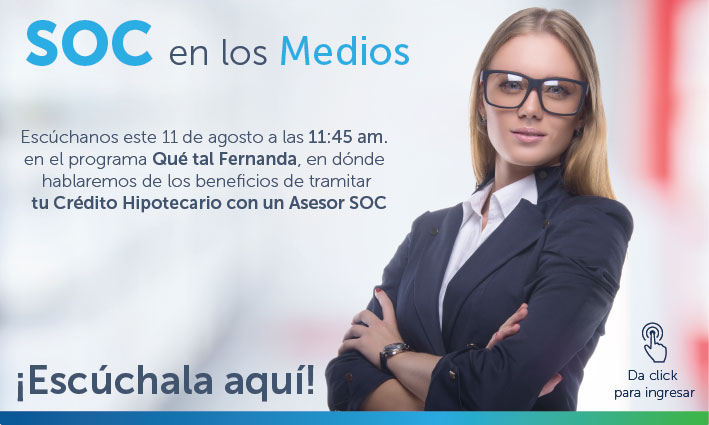 SOC en los Medios
Escúchanos este 11 de agosto a las 11:45 am.
en el programa Qué tal Fernanda, en dónde
hablaremos de los beneficios de tramitar
tu Crédito Hipotecario con un Asesor SOC
¡Escúchala aquí!
Da click
para ingresar